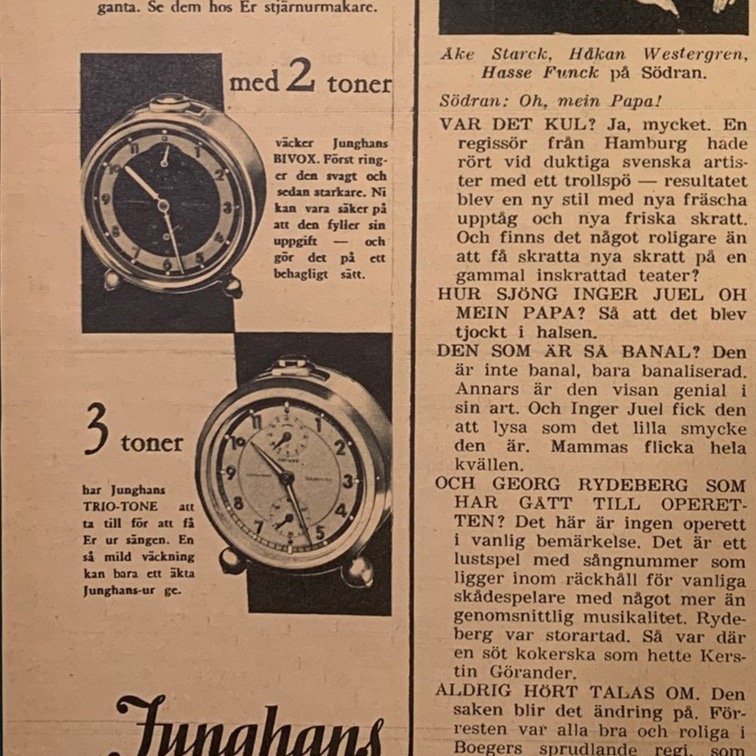 ganta. Se dem hos Er stjärnurmakare.
med 2 toner
väcker Junghans
BIVOX. Först ring-
er den svagt och
sedan starkare. Ni
kan vara säker på
att den fyller sin
uppgift — och
gör det på ett
behagligt sätt.
3 toner
har Junghans
TRIO-TONE att
ta till för att få
Er ur sängen. En
så mild väckning
kan bara ett äkta
Junghans-ur ge.
Junghans
Åke Starck, Håkan Westergren,
Hasse Funck på Södran.
Södran: Oh, mein Papa!
VAR DET KUL? Ja, mycket. En
regissör från Hamburg hade
rört vid duktiga svenska artis-
ter med ett trollspö — resultatet
blev en ny stil med nya fräscha
upptåg och nya friska skratt.
Och finns det något roligare än
att få skratta nya skratt på en
gammal inskrattad teater?
HUR SJÖNG INGER JUEL OH
MEIN PAPA? Så att det blev
tjockt i halsen.
DEN SOM ÄR SÅ BANAL? Den
är inte banal, bara banaliserad.
Annars är den visan genial i
sin art. Och Inger Juel fick den
att lysa som det lilla smycke
den är. Mammas flicka hela
kvällen.
OCH GEORG RYDEBERG SOM
HAR GÅTT TILL OPERET-
TEN? Det här är ingen operett
i vanlig bemärkelse. Det är ett
lustspel med sångnummer som
ligger inom räckhåll för vanliga
skådespelare med något mer än
genomsnittlig musikalitet. Ryde-
berg var storartad. Så var där
en söt kokerska som hette Kers-
tin Görander.
ALDRIG HÖRT TALAS OM. Den
saken blir det ändring på. För-
resten var alla bra och roliga i
Boegers sprudlande regi, som